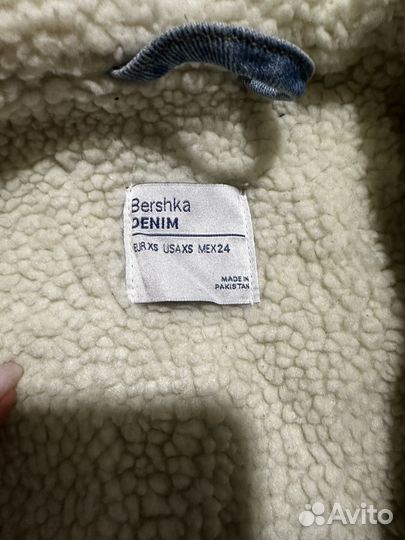 Bershka
DENIM
EUR XS USA XS MEX 24
MADE IN
PAKISTAN
Avito